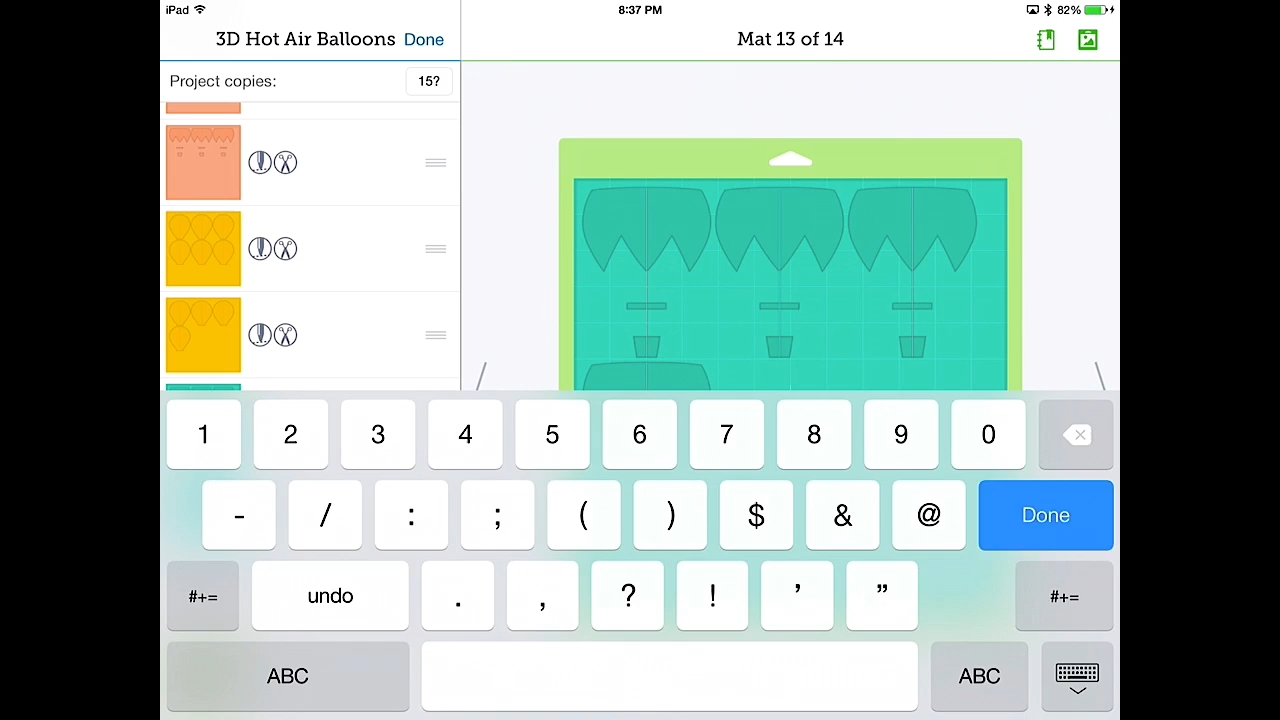 iPad 8:37 PM 82%
3D Hot Air Balloons Done Mat 13 of 14
Project copies: 15?
1 2 3 4 5 6 7 8 9 0
- / : ; ( ) $ & @ Done
#+= undo . , ? ! ’ ” #+=
ABC ABC